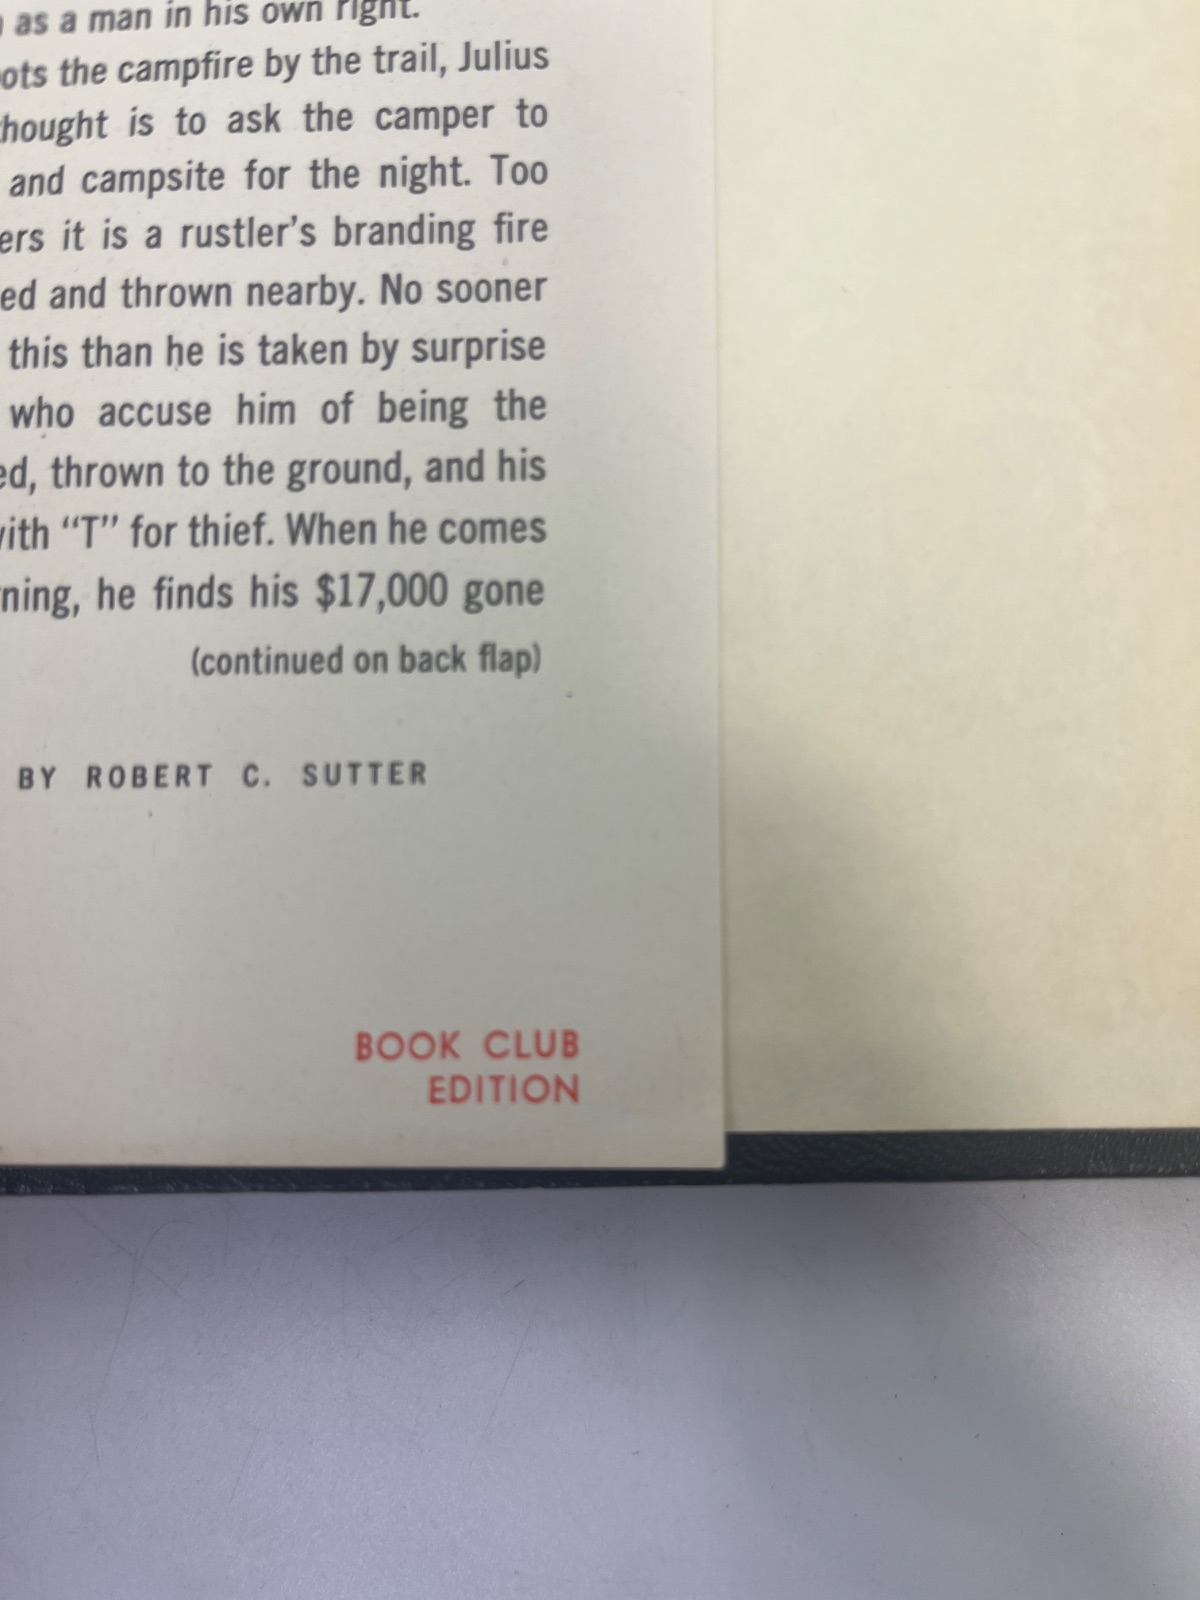 as a man in his own right.
ots the campfire by the trail, Julius
hought is to ask the camper to
and campsite for the night. Too
ers it is a rustler's branding fire
ed and thrown nearby. No sooner
this than he is taken by surprise
who accuse him of being the
ed, thrown to the ground, and his
with “T” for thief. When he comes
ning, he finds his $17,000 gone
(continued on back flap)
BY ROBERT C. SUTTER
BOOK CLUB
EDITION